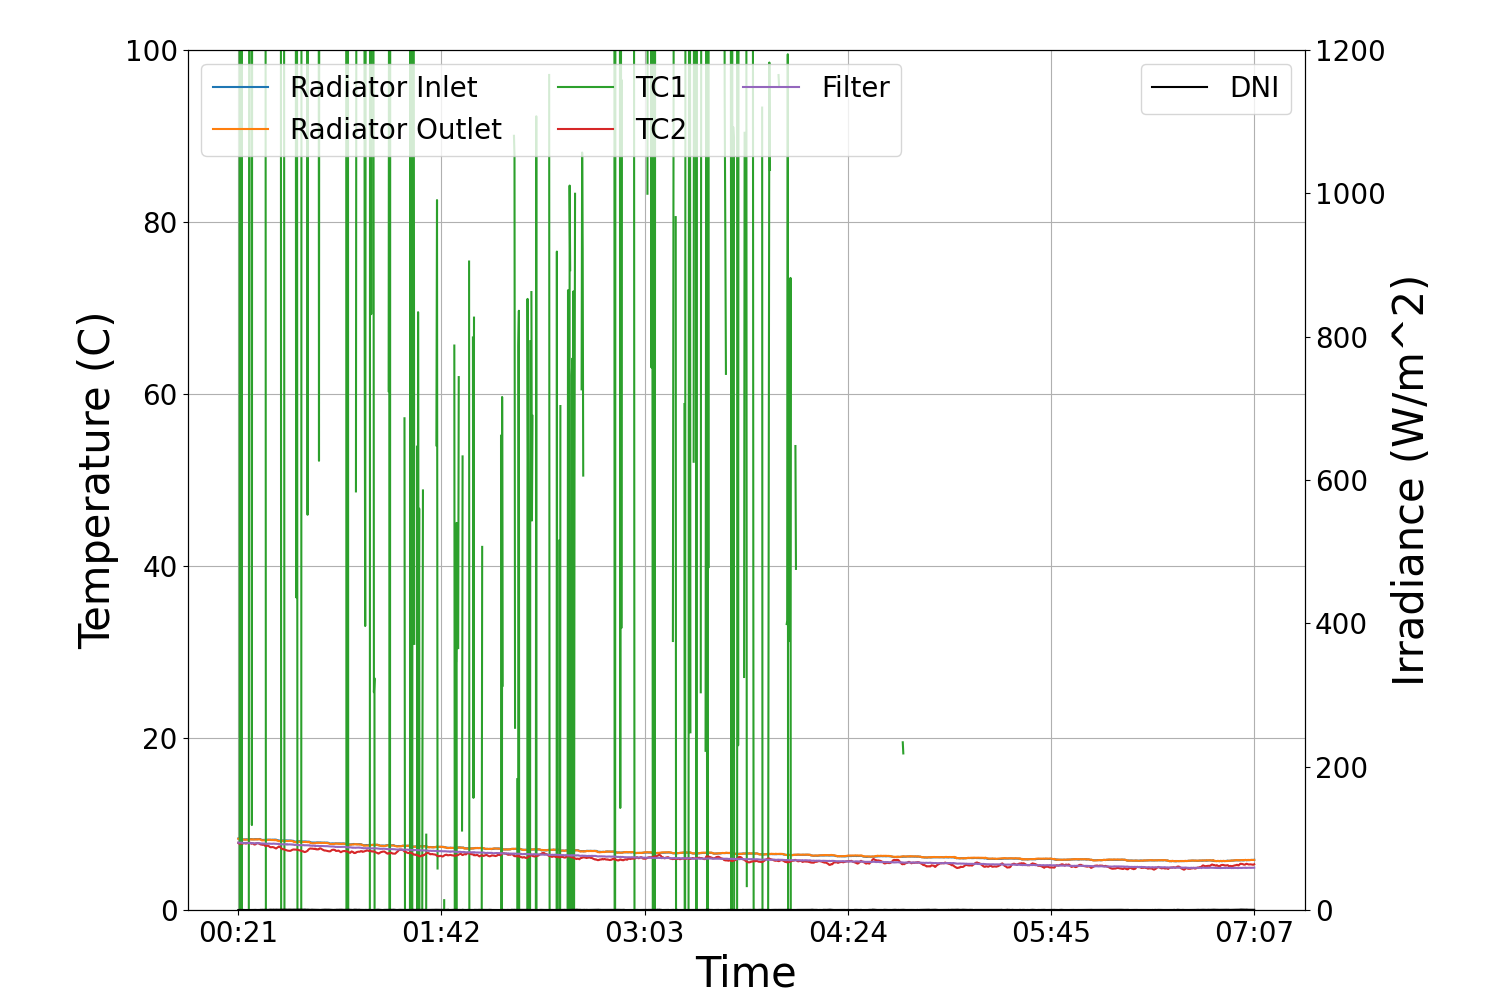 100
80
60
40
20
0
Temperature (C)
Radiator Inlet
Radiator Outlet
TC1
TC2
Filter
DNI
1200
1000
800
600
400
200
0
Irradiance (W/m^2)
00:21 01:42 03:03 04:24 05:45 07:07
Time